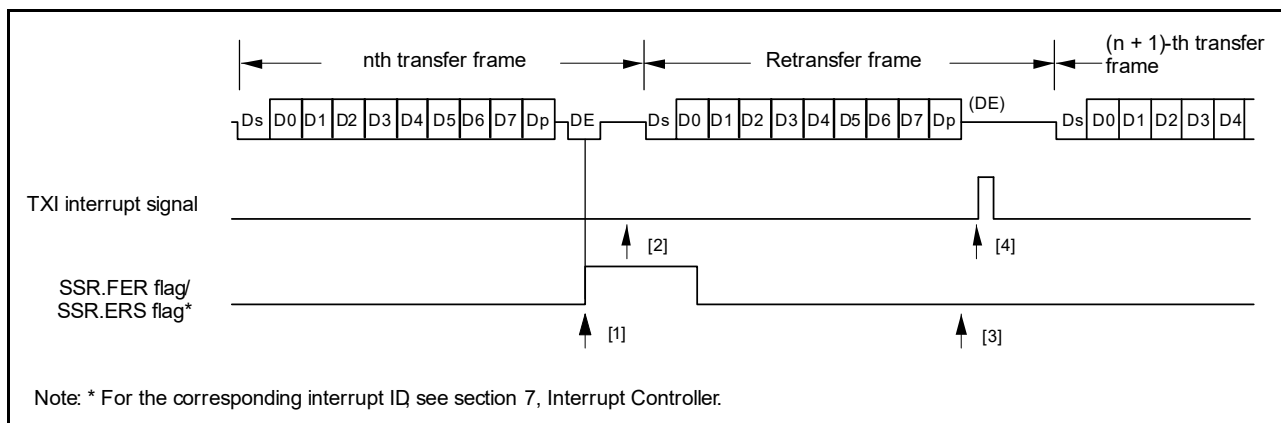 nth transfer frame
Retransfer frame
(n + 1)-th transfer
frame
Ds D0 D1 D2 D3 D4 D5 D6 D7 Dp DE Ds D0 D1 D2 D3 D4 D5 D6 D7 Dp (DE) Ds D0 D1 D2 D3 D4
TXI interrupt signal
[2]
[4]
SSR.FER flag/
SSR.ERS flag*
[1]
[3]
Note: * For the corresponding interrupt ID, see section 7, Interrupt Controller.